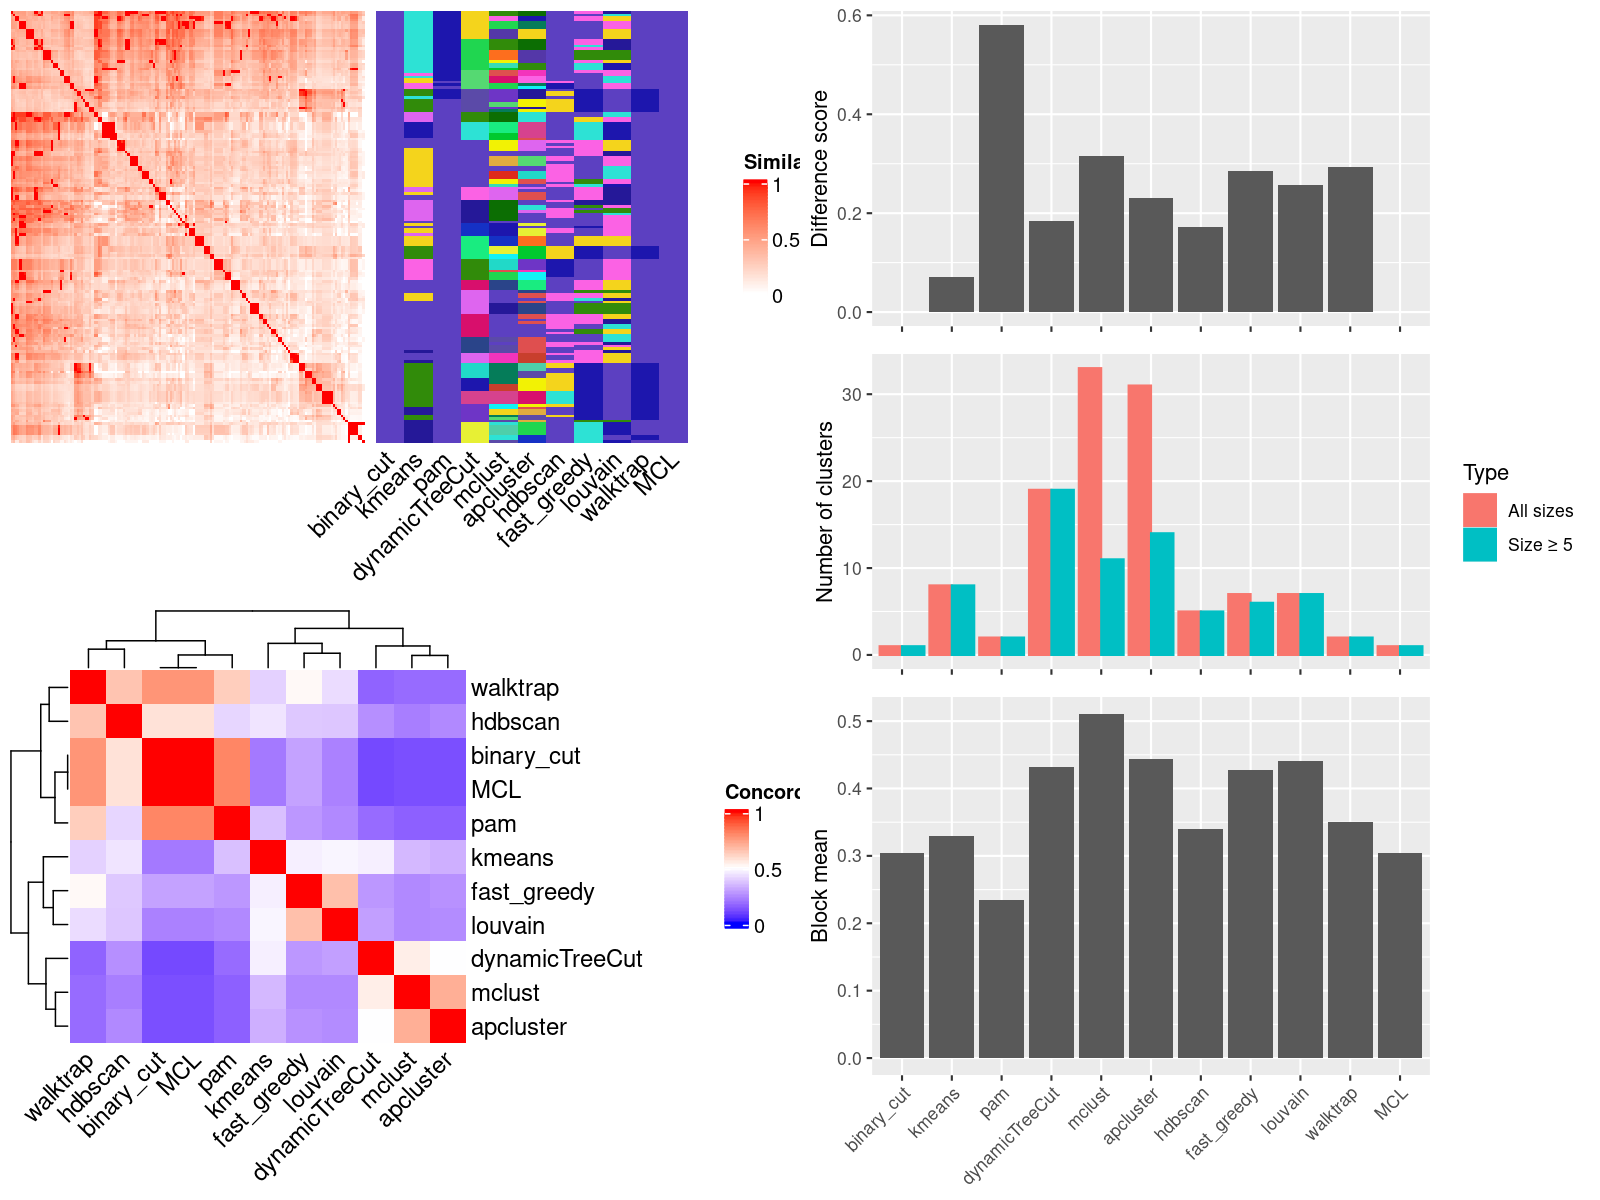 Simila
1
0.5
0
binary_cut
kmeans
pam
dynamicTreeCut
mclust
apcluster
hdbscan
fast_greedy
louvain
walktrap
MCL
walktrap
hdbscan
binary_cut
MCL
pam
kmeans
fast_greedy
louvain
dynamicTreeCut
mclust
apcluster
walktrap
hdbscan
binary_cut
MCL
pam
kmeans
fast_greedy
louvain
dynamicTreeCut
mclust
apcluster
Concord
1
0.5
0
Difference score
0.6
0.4
0.2
0.0
Number of clusters
30
20
10
0
Type
All sizes
Size ≥ 5
Block mean
0.5
0.4
0.3
0.2
0.1
0.0
binary_cut
kmeans
pam
dynamicTreeCut
mclust
apcluster
hdbscan
fast_greedy
louvain
walktrap
MCL